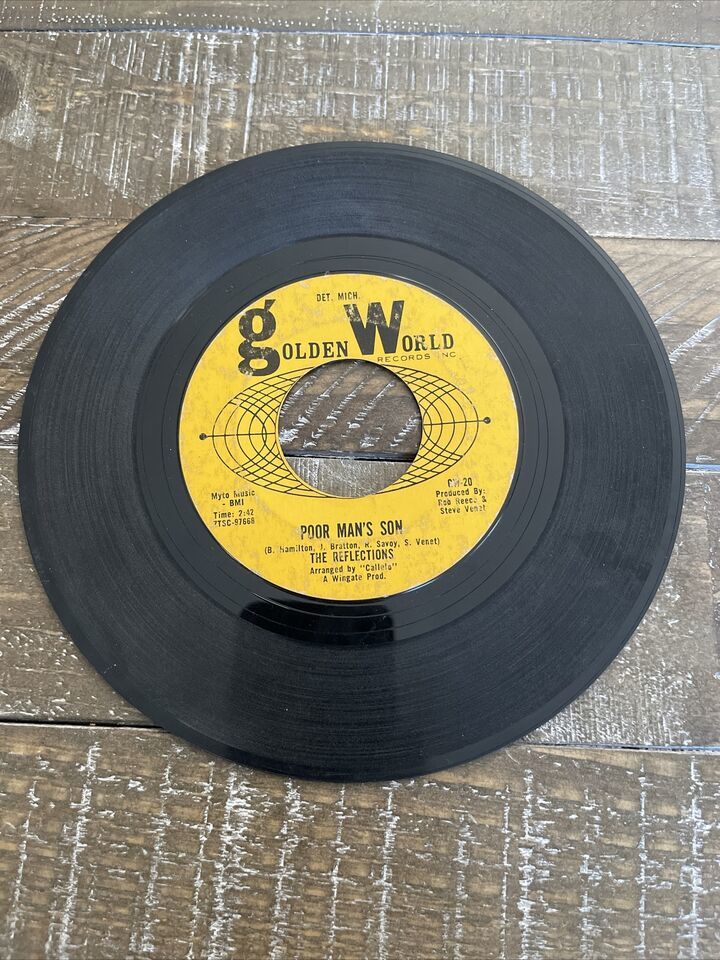 DET. MICH.
gOLDEN WORLD
RECORDS INC
Myto Music
- BMI
Time: 2:42
7TSC-97668
GW-20
Produced By:
Rob Reeco &
Steve Venet
POOR MAN'S SON
(B. Hamilton, J. Bratton, R. Savoy, S. Venet)
THE REFLECTIONS
Arranged by "Callelo"
A Wingate Prod.